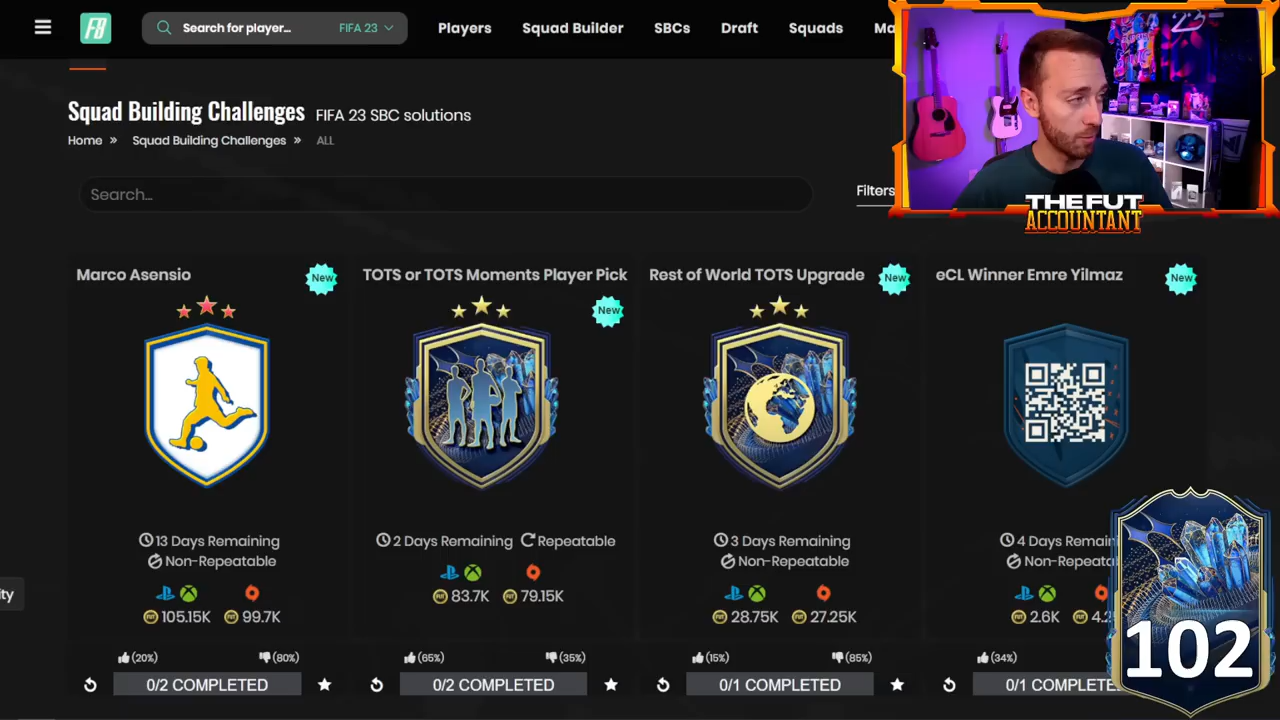 Search for player... FIFA 23
Players Squad Builder SBCs Draft Squads Ma
Squad Building Challenges FIFA 23 SBC solutions
Home » Squad Building Challenges » ALL
Search...
Filters
THE FUT
ACCOUNTANT
Marco Asensio
New
13 Days Remaining
Non-Repeatable
105.15K 99.7K
(20%) (80%)
0/2 COMPLETED
TOTS or TOTS Moments Player Pick
New
2 Days Remaining Repeatable
83.7K 79.15K
(65%) (35%)
0/2 COMPLETED
Rest of World TOTS Upgrade
New
3 Days Remaining
Non-Repeatable
28.75K 27.25K
(15%) (85%)
0/1 COMPLETED
eCL Winner Emre Yilmaz
New
4 Days Remain
Non-Repeata
2.6K 4.2
(34%)
0/1 COMPLETE
ity
102